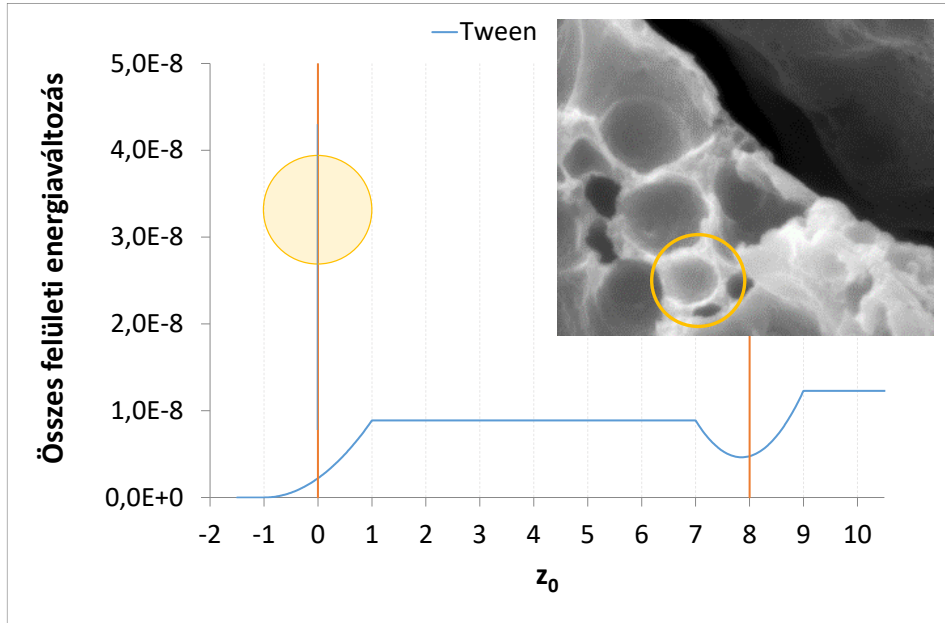 Tween
Összes felületi energiaváltozás
5,0E-8
4,0E-8
3,0E-8
2,0E-8
1,0E-8
0,0E+0
-2 -1 0 1 2 3 4 5 6 7 8 9 10
z₀